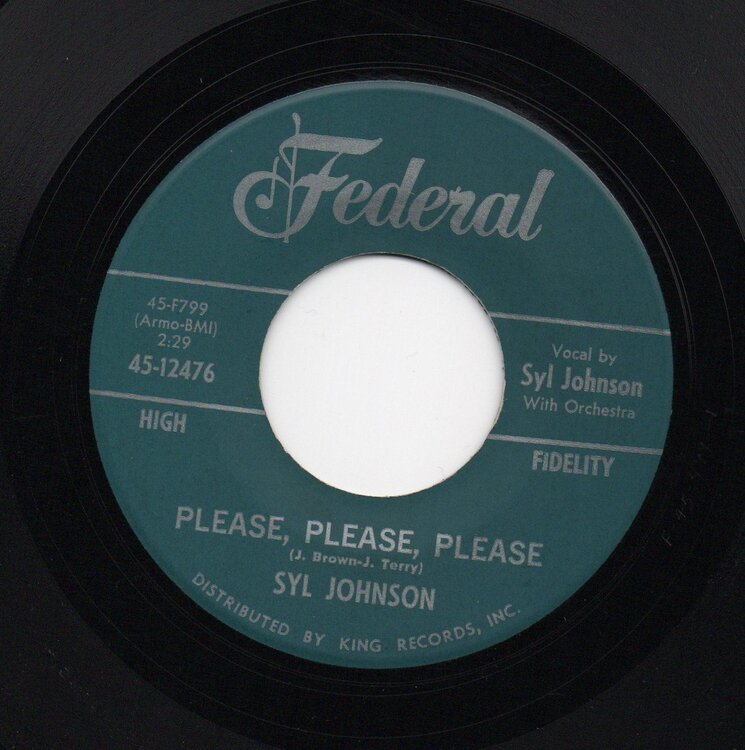 Federal
45-F799
(Armo-BMI)
2:29
45-12476
HIGH
Vocal by
Syl Johnson
With Orchestra
FIDELITY
PLEASE, PLEASE, PLEASE
(J. Brown-J. Terry)
SYL JOHNSON
DISTRIBUTED BY KING RECORDS, INC.